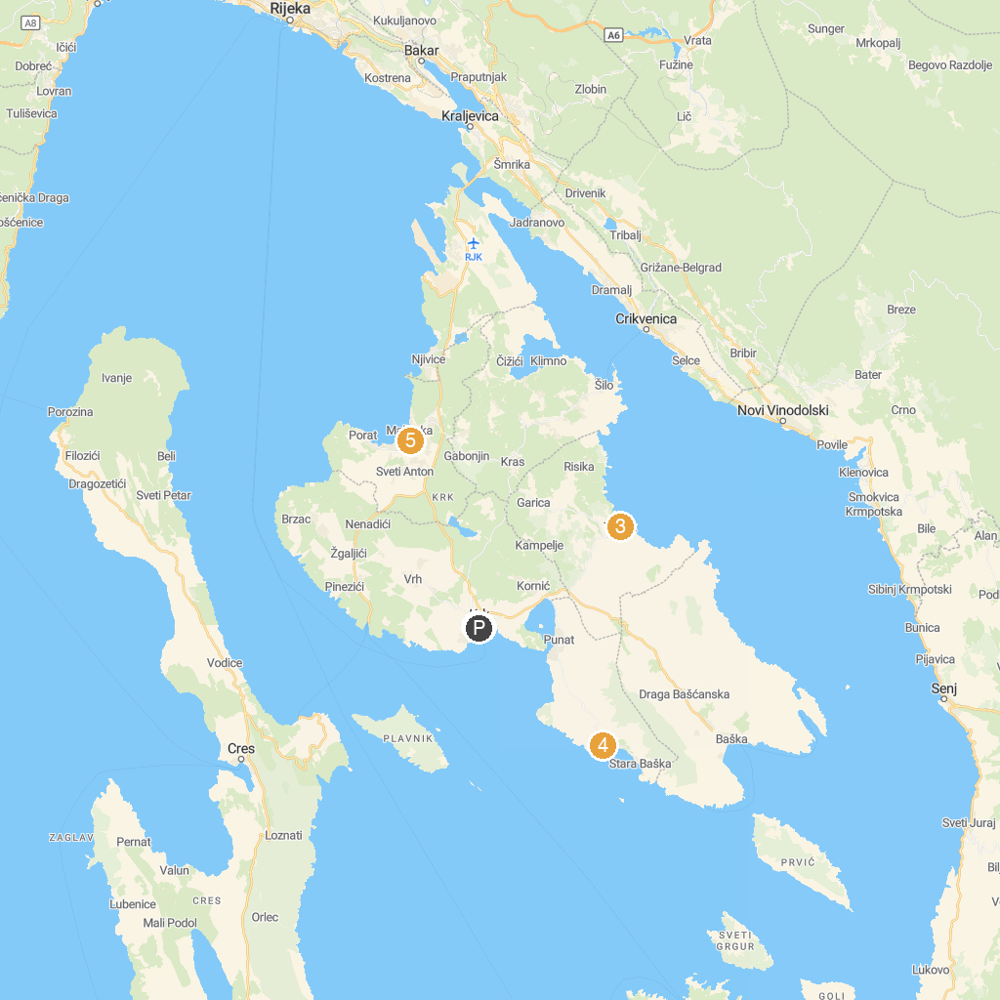 Rijeka
Kukuljanovo
A8
A6
Vrata
Sunger
Mrkopalj
Ičići
Bakar
Fužine
Begovo Razdolje
Dobreć
Kostrena
Praputnjak
Zlobin
Lovran
Tuliševica
Kraljevica
Lič
Šmrika
Drivenik
Jadranovo
Tribalj
RJK
Grižane-Belgrad
Dramalj
Breze
Crikvenica
Bribir
Njivice
Čižići
Klimno
Selce
Ivanje
Šilo
Bater
Porozina
Novi Vinodolski
Crno
Porat
5
Povile
Filozići
Beli
Gabonjin
Kras
Risika
Klenovica
Sveti Anton
Dragozetići
Sveti Petar
KRK
Garica
Smokvica
Krmpotska
Brzac
Nenadići
3
Bile
Alan
Kampelje
Žgaljići
Vrh
Pinezići
Kornić
Sibinj Krmpotski
P
Bunica
Punat
Vodice
Pijavica
Draga Bašćanska
Senj
PLAVNIK
Baška
Cres
4
Stara Baška
Sveti Juraj
ZAGLAV
Pernat
Loznati
Valun
PRVIĆ
Lubenice
CRES
Mali Podol
Orlec
SVETI
GRGUR
Lukovo
GOLI